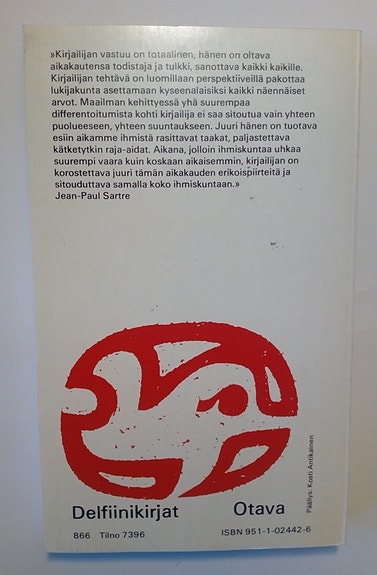 »Kirjailijan vastuu on totaalinen, hänen on oltava
aikakautensa todistaja ja tulkki, sanottava kaikki kaikille.
Kirjailijan tehtävä on luomillaan perspektiiveillä pakottaa
lukijakunta asettamaan kyseenalaisiksi kaikki näennäiset
arvot. Maailman kehittyessä yhä suurempaa
differentoitumista kohti kirjailija ei saa sitoutua vain yhteen
puolueeseen, yhteen suuntaukseen. Juuri hänen on tuotava
esiin aikamme ihmistä rasittavat taakat, paljastettava
kätketytkin raja-aidat. Aikana, jolloin ihmiskuntaa uhkaa
suurempi vaara kuin koskaan aikaisemmin, kirjailijan on
korostettava juuri tämän aikakauden erikoispiirteitä ja
sitouduttava samalla koko ihmiskuntaan.»
Jean-Paul Sartre
Päällys: Kosti Antikainen
Delfiinikirjat Otava
866 Tilno 7396 ISBN 951-1-02442-6